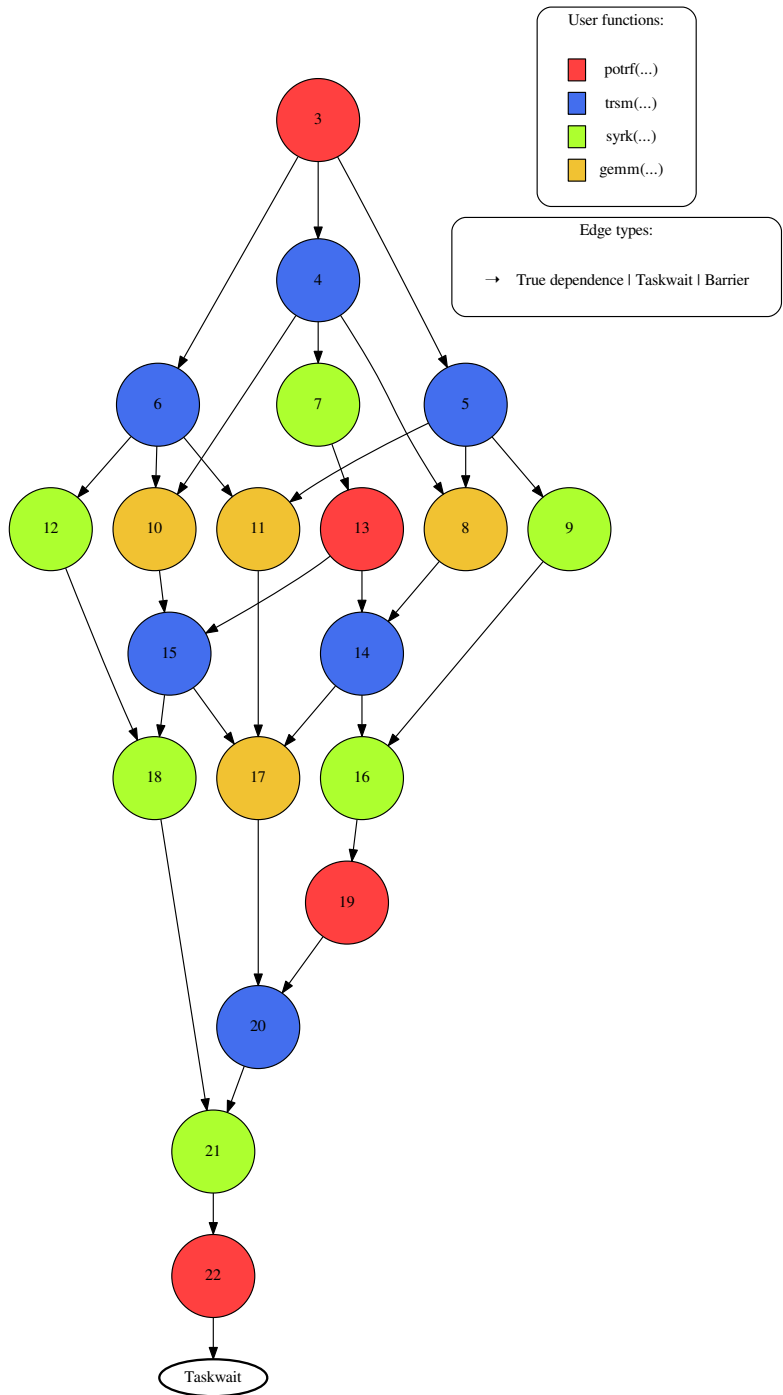 User functions:
potrf(...)
trsm(...)
syrk(...)
gemm(...)
Edge types:
➝ True dependence | Taskwait | Barrier
3
4
6
7
5
12
10
11
13
8
9
15
14
18
17
16
19
20
21
22
Taskwait